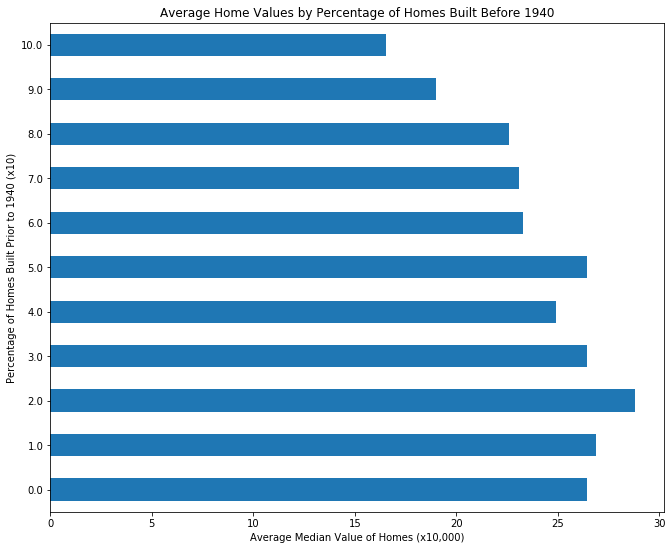 Average Home Values by Percentage of Homes Built Before 1940
Percentage of Homes Built Prior to 1940 (x10)
10.0
9.0
8.0
7.0
6.0
5.0
4.0
3.0
2.0
1.0
0.0
0 5 10 15 20 25 30
Average Median Value of Homes (x10,000)